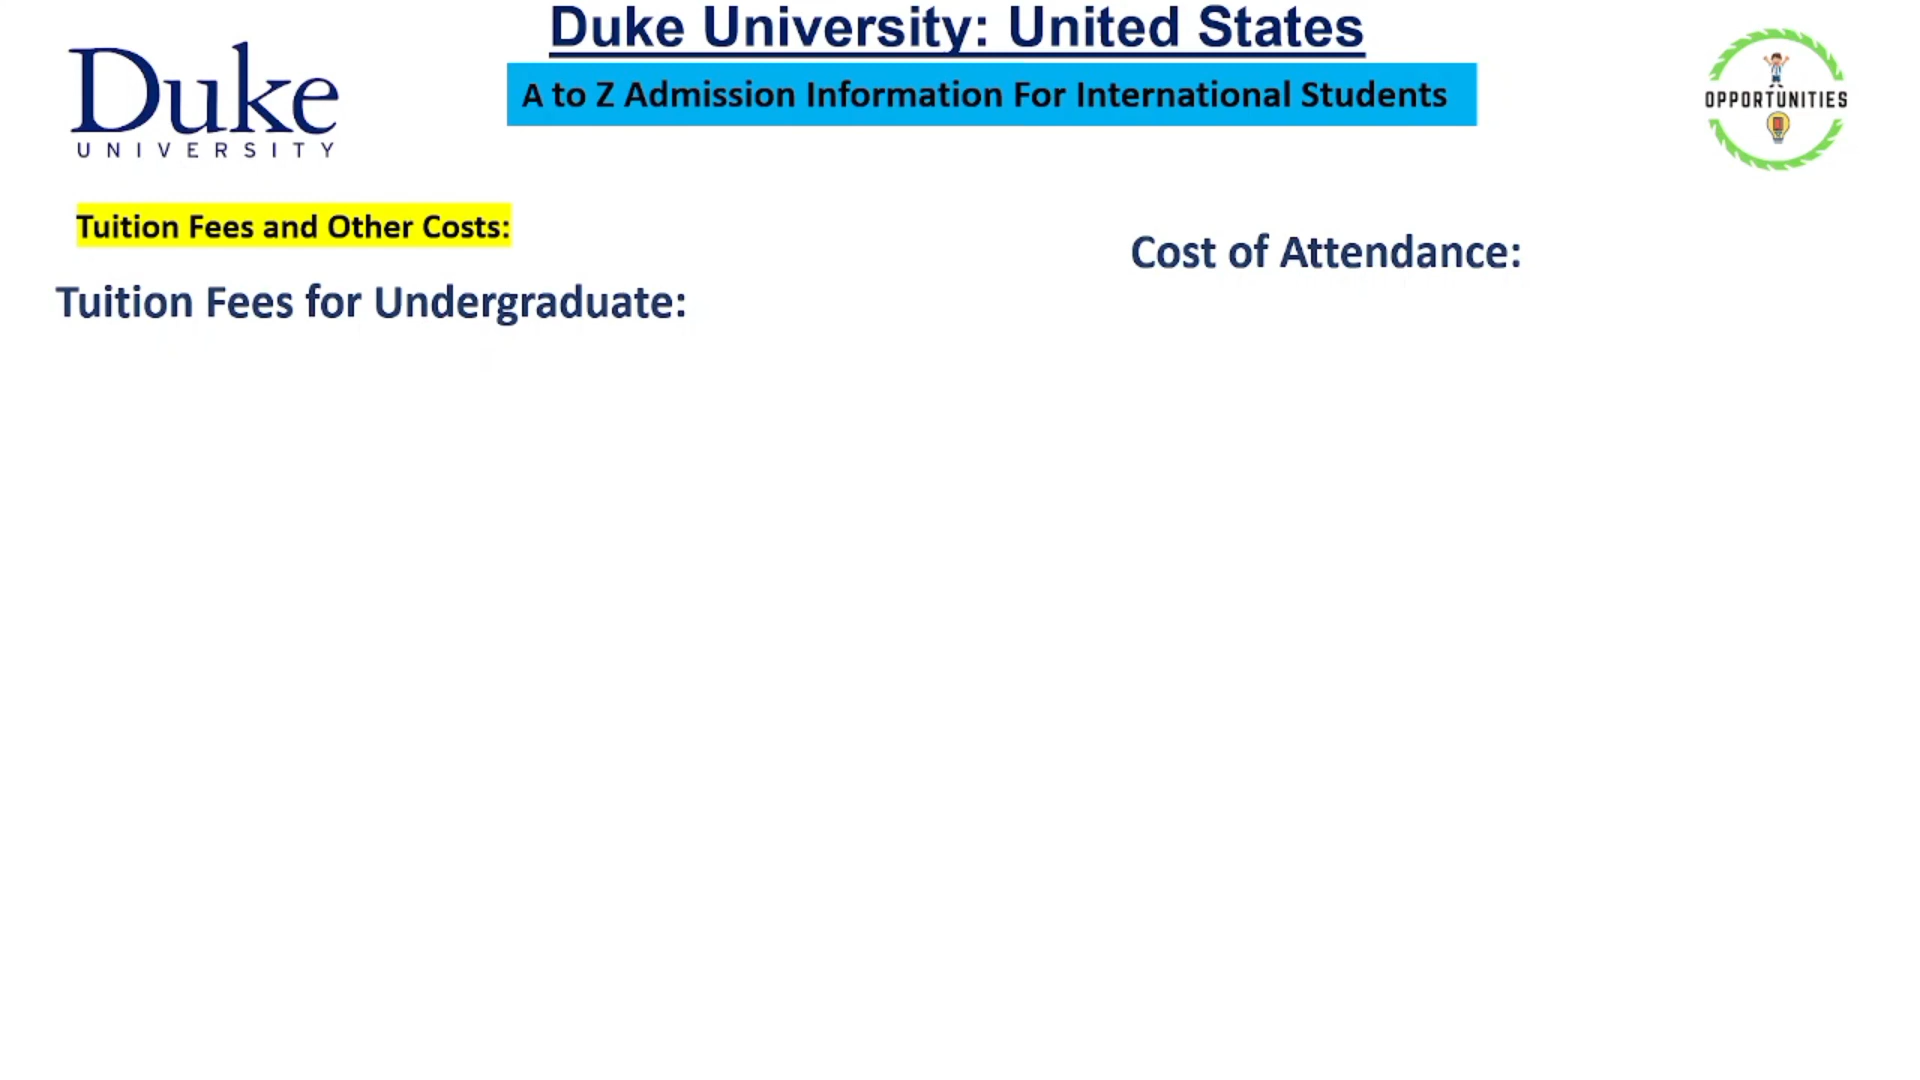 Duke University: United States
A to Z Admission Information For International Students
Duke
UNIVERSITY
OPPORTUNITIES
Tuition Fees and Other Costs:
Cost of Attendance:
Tuition Fees for Undergraduate: